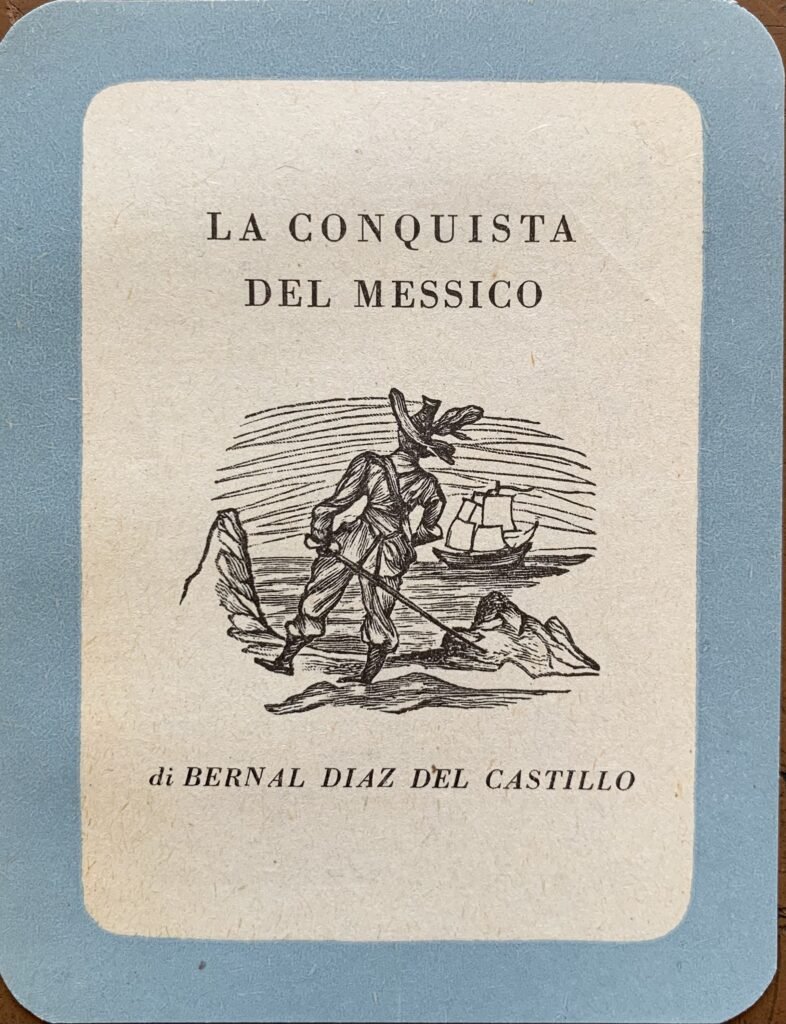 LA CONQUISTA
DEL MESSICO
di BERNAL DIAZ DEL CASTILLO